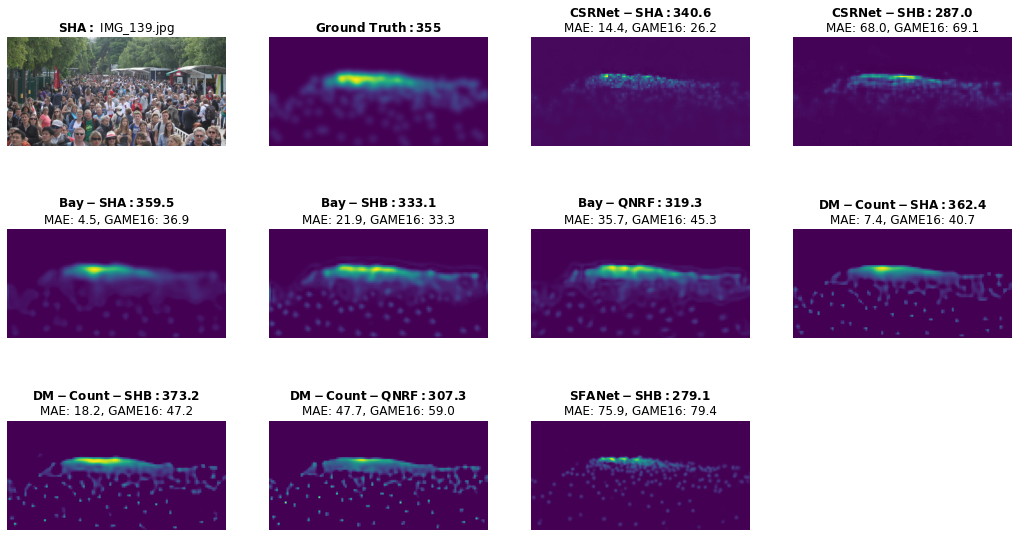 SHA: IMG_139.jpg
Ground Truth:355
CSRNet-SHA:340.6
MAE: 14.4, GAME16: 26.2
CSRNet-SHB:287.0
MAE: 68.0, GAME16: 69.1
Bay-SHA:359.5
MAE: 4.5, GAME16: 36.9
Bay-SHB:333.1
MAE: 21.9, GAME16: 33.3
Bay-QNRF:319.3
MAE: 35.7, GAME16: 45.3
DM-Count-SHA:362.4
MAE: 7.4, GAME16: 40.7
DM-Count-SHB:373.2
MAE: 18.2, GAME16: 47.2
DM-Count-QNRF:307.3
MAE: 47.7, GAME16: 59.0
SFANet-SHB:279.1
MAE: 75.9, GAME16: 79.4